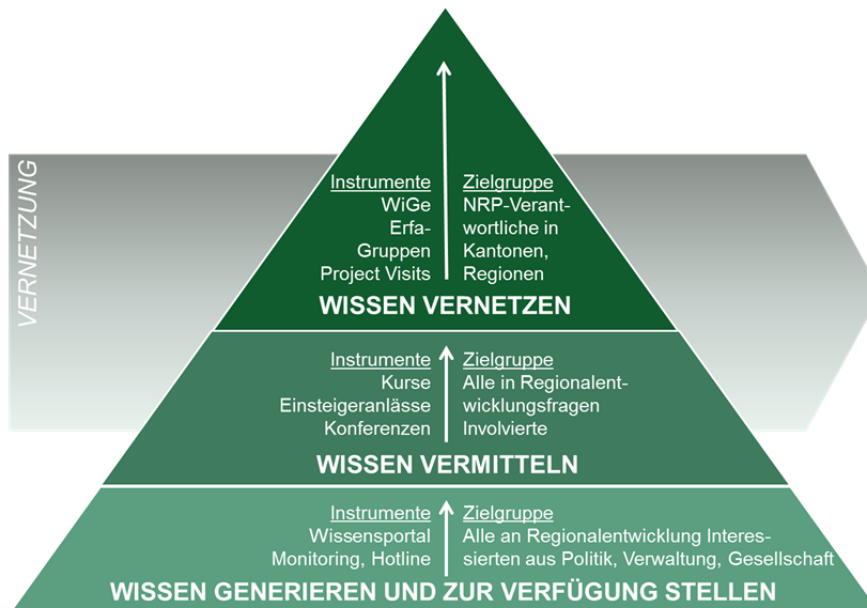 VERNETZUNG
Instrumente
WiGe
Erfa-
Gruppen
Project Visits
Zielgruppe
NRP-Verant-
wortliche in
Kantonen,
Regionen
WISSEN VERNETZEN
Instrumente
Kurse
Einsteigeranlässe
Konferenzen
Zielgruppe
Alle in Regionalent-
wicklungsfragen
Involvierte
WISSEN VERMITTELN
Instrumente
Wissensportal
Monitoring, Hotline
Zielgruppe
Alle an Regionalentwicklung Interes-
sierten aus Politik, Verwaltung, Gesellschaft
WISSEN GENERIEREN UND ZUR VERFÜGUNG STELLEN